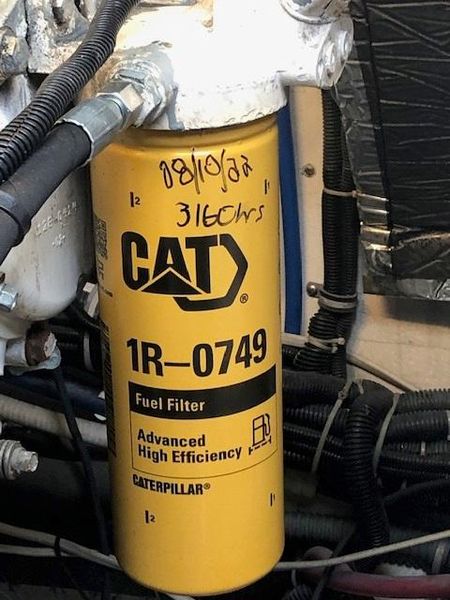 08/10/22
3160hrs
CAT®
1R–0749
Fuel Filter
Advanced
High Efficiency
CATERPILLAR®